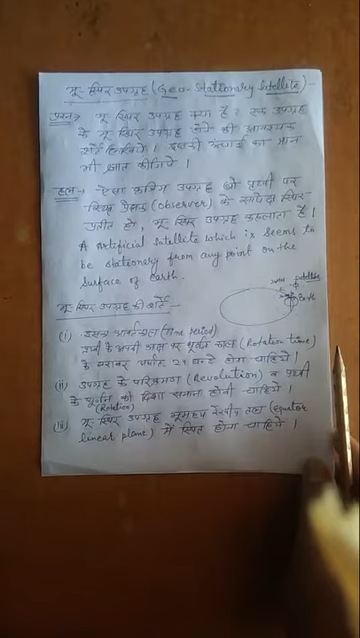 भू-स्थिर उपग्रह (Geo-Stationary Satellite) -
प्रश्न→ भू स्थिर उपग्रह क्या है? एक उपग्रह
के भू स्थिर उपग्रह होने की आवश्यक
शर्तें लिखिये। इसकी ऊँचाई का मान
भी ज्ञात कीजिये।
हल→ ऐसा कृत्रिम उपग्रह जो पृथ्वी पर
स्थित प्रेक्षक (observer) के सापेक्ष स्थिर
प्रतीत हो, भू स्थिर उपग्रह कहलाता है।
A Artificial Satellite which is seems to
be stationary from any point on the
Surface of earth.
Satellite
Earth
भू-स्थिर उपग्रह की शर्तें-
(i) इसका आवर्तकाल (Time period)
पृथ्वी के अपनी अक्ष पर घूर्णन काल (Rotation time)
के बराबर अर्थात 24 घण्टे होना चाहिये।
(ii) उपग्रह के परिक्रमण (Revolution) व पृथ्वी
के घूर्णन की दिशा समान होनी चाहिये।
(Rotation)
(iii) भू-स्थिर उपग्रह भूमध्य रेखीय तल (Equator
linear plane) में स्थित होना चाहिये।